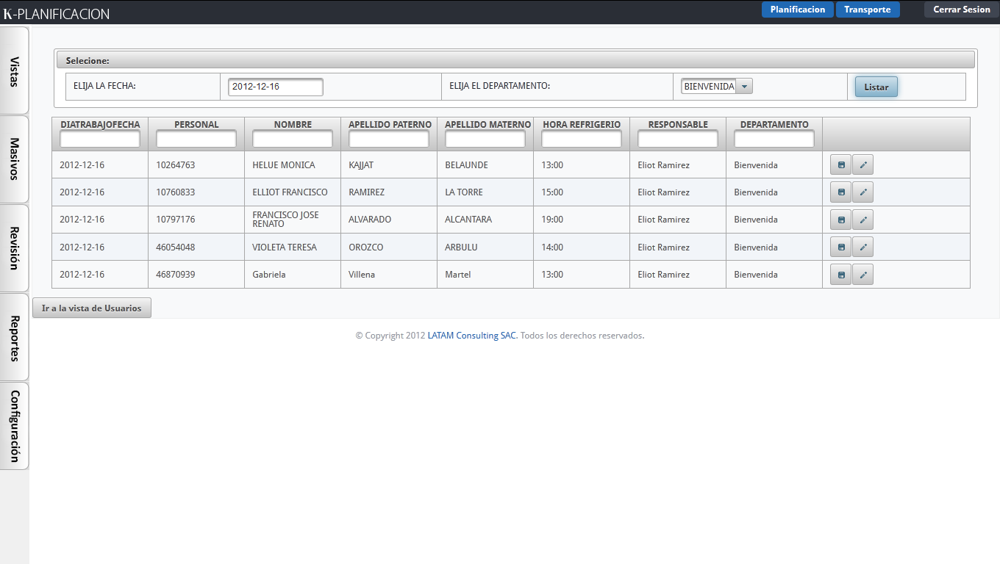 K-PLANIFICACION Planificacion Transporte Cerrar Sesion
Vistas
Masivos
Revisión
Reportes
Configuración
Selecione:
ELIJA LA FECHA: 2012-12-16 ELIJA EL DEPARTAMENTO: BIENVENIDA Listar
DIATRABAJOFECHA PERSONAL NOMBRE APELLIDO PATERNO APELLIDO MATERNO HORA REFRIGERIO RESPONSABLE DEPARTAMENTO
2012-12-16 10264763 HELUE MONICA KAJJAT BELAUNDE 13:00 Eliot Ramirez Bienvenida
2012-12-16 10760833 ELLIOT FRANCISCO RAMIREZ LA TORRE 15:00 Eliot Ramirez Bienvenida
2012-12-16 10797176 FRANCISCO JOSE RENATO ALVARADO ALCANTARA 19:00 Eliot Ramirez Bienvenida
2012-12-16 46054048 VIOLETA TERESA OROZCO ARBULU 14:00 Eliot Ramirez Bienvenida
2012-12-16 46870939 Gabriela Villena Martel 13:00 Eliot Ramirez Bienvenida
Ir a la vista de Usuarios
© Copyright 2012 LATAM Consulting SAC. Todos los derechos reservados.